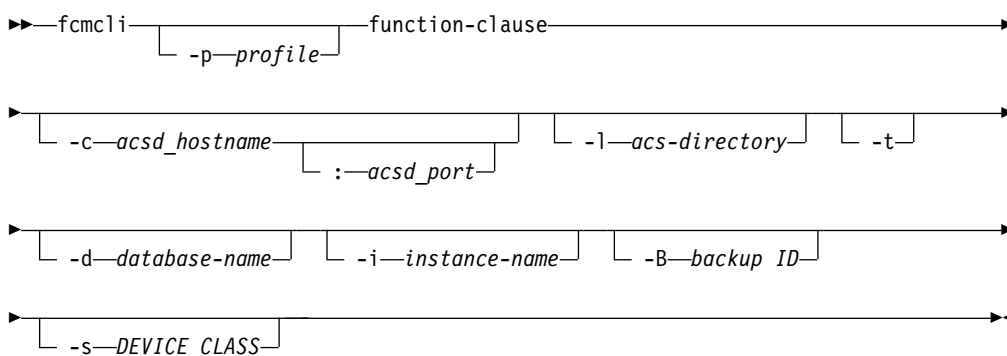 fcmcli -p profile function-clause
-c acsd_hostname : acsd_port -l acs-directory -t
-d database-name -i instance-name -B backup ID
-s DEVICE CLASS